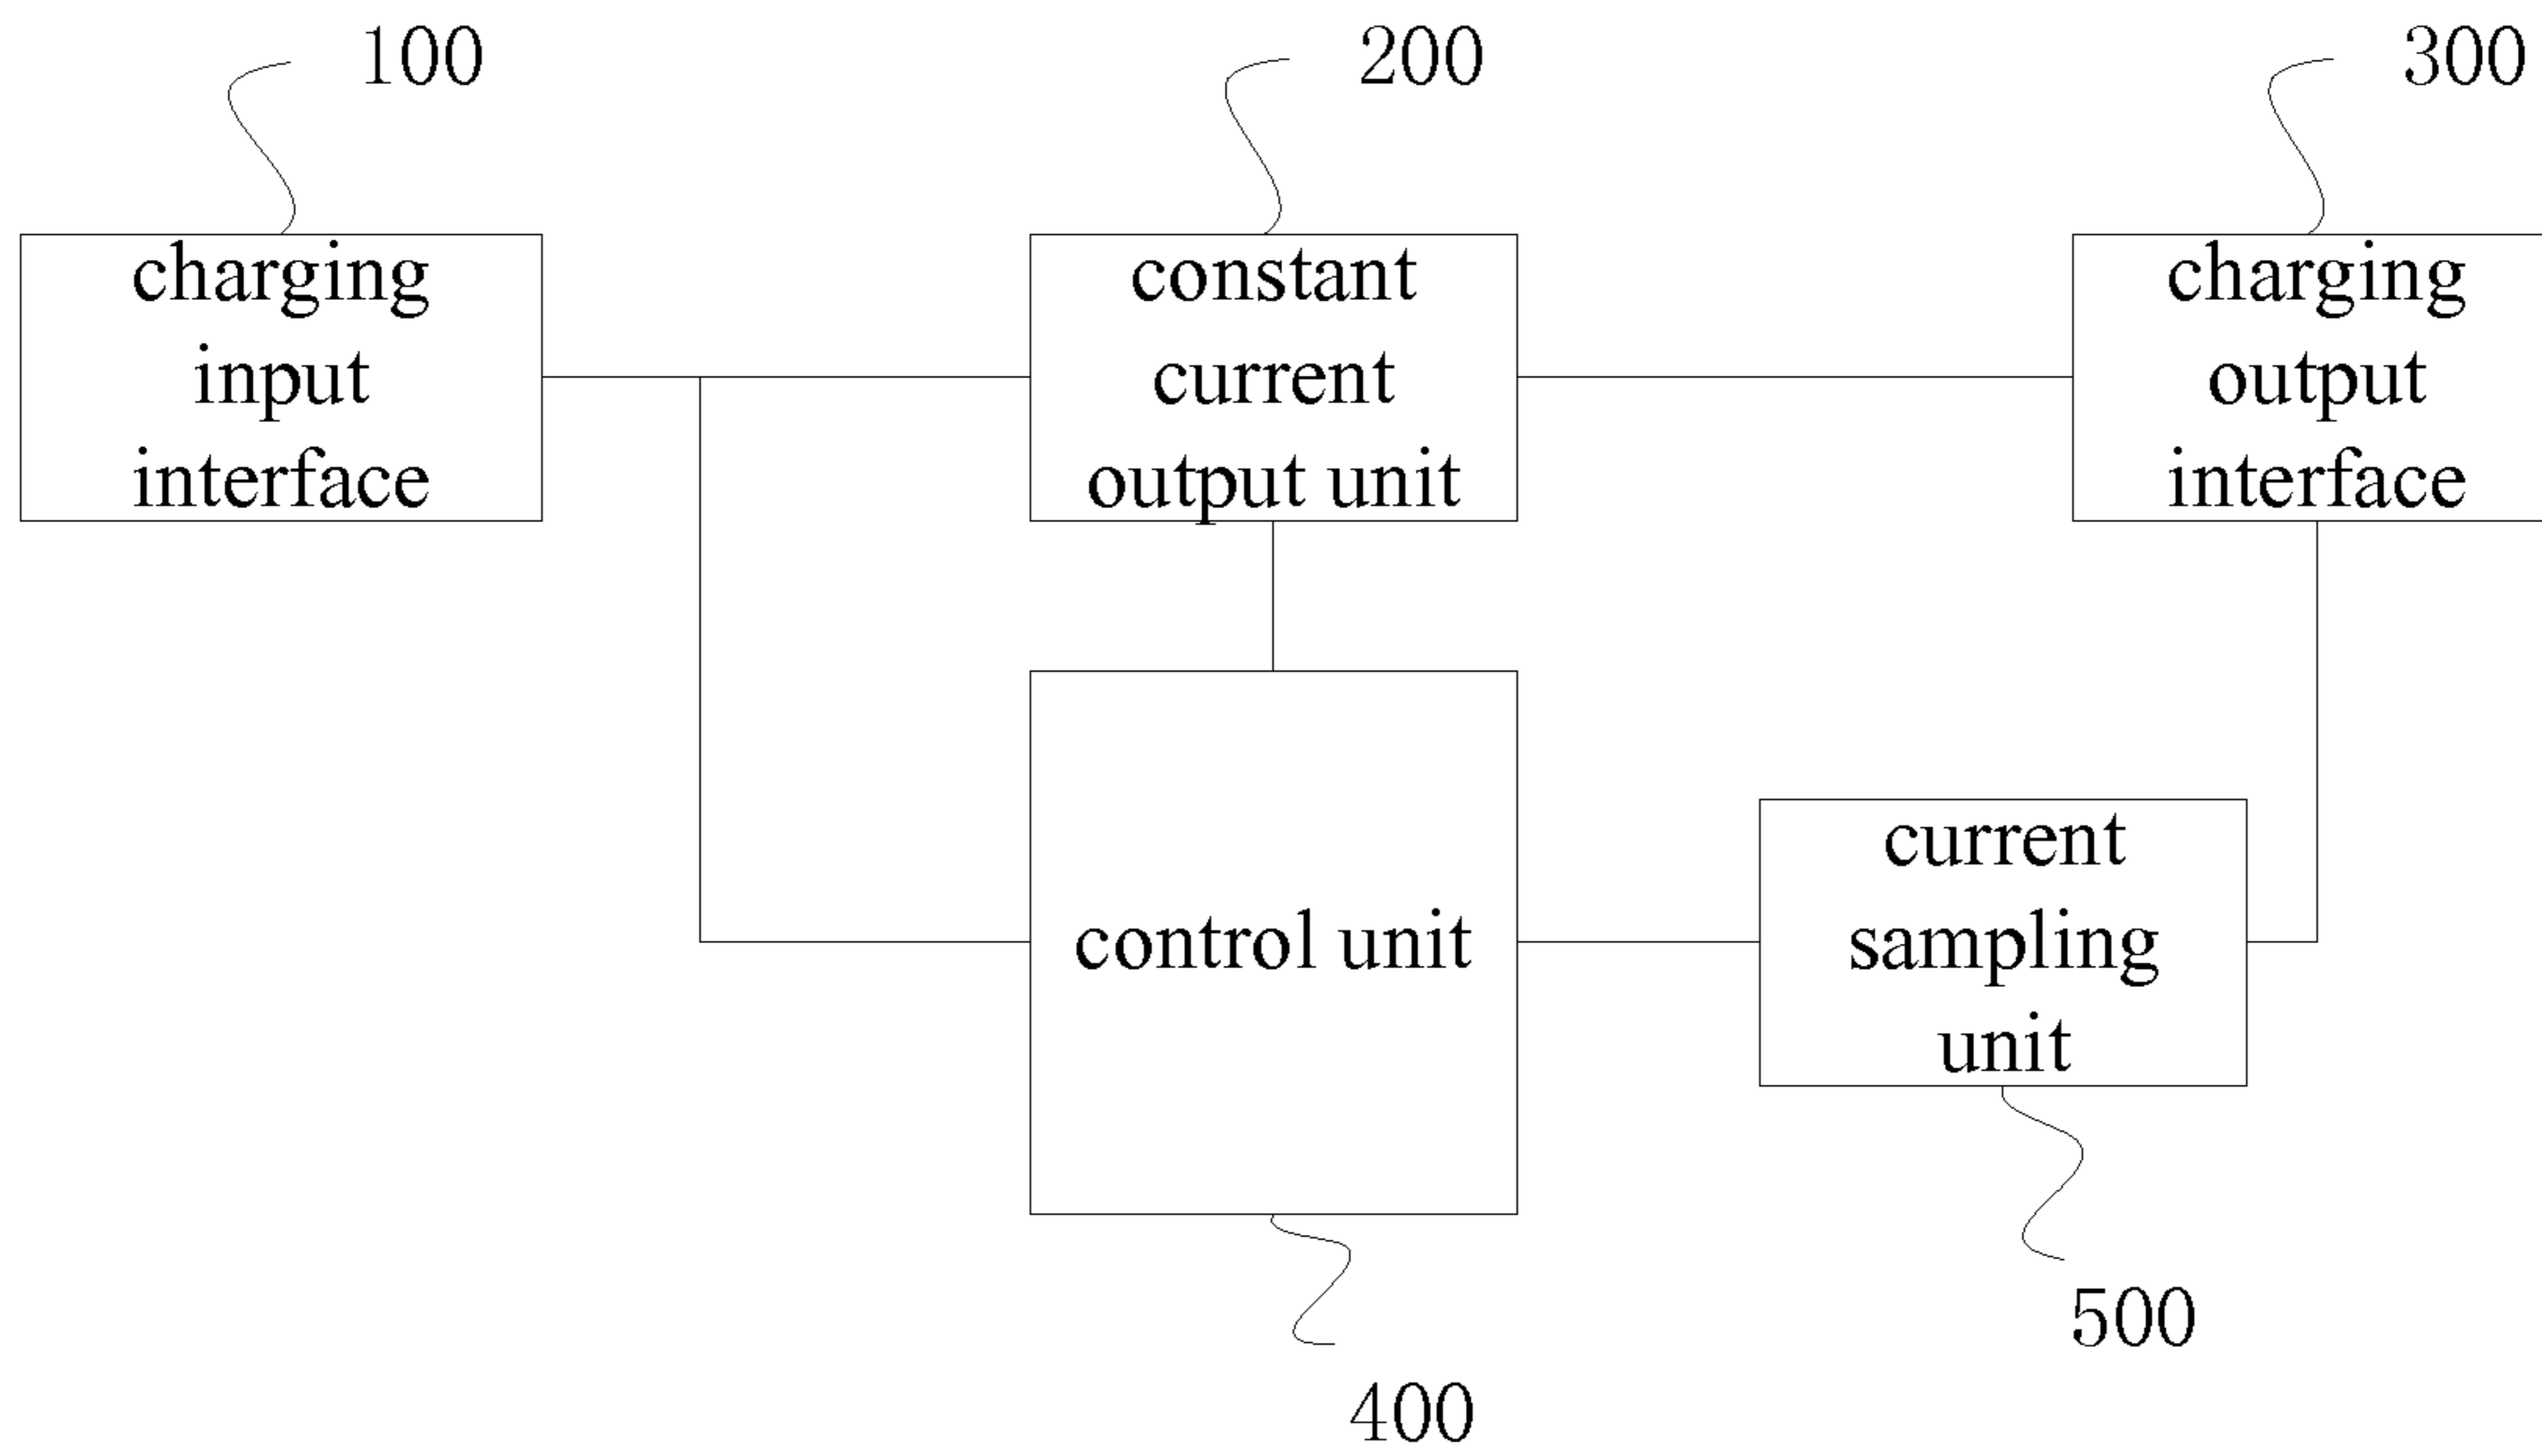 100
200
300
charging
input
interface
constant
current
output unit
charging
output
interface
control unit
current
sampling
unit
500
400